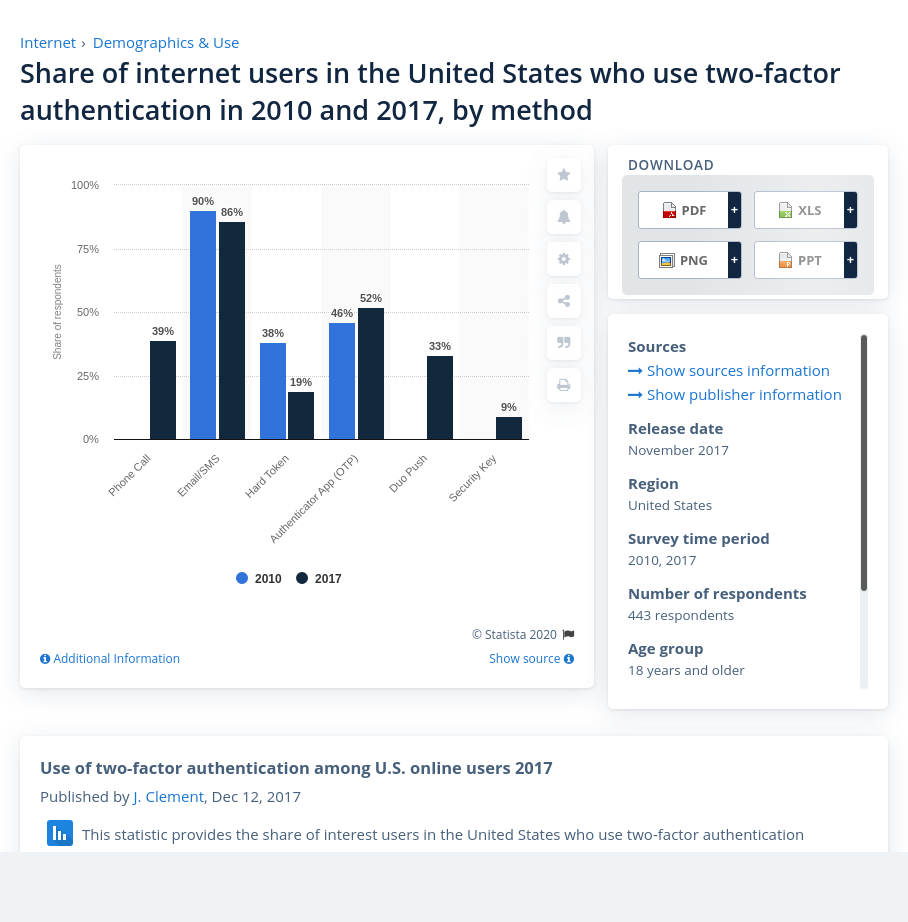 Internet › Demographics & Use
Share of internet users in the United States who use two-factor
authentication in 2010 and 2017, by method
100%
75%
50%
25%
0%
Share of respondents
39%
90%
86%
38%
19%
46%
52%
33%
9%
Phone Call
Email/SMS
Hard Token
Authenticator App (OTP)
Duo Push
Security Key
2010 2017
© Statista 2020
Additional Information
Show source
DOWNLOAD
PDF + XLS +
PNG + PPT +
Sources
Show sources information
Show publisher information
Release date
November 2017
Region
United States
Survey time period
2010, 2017
Number of respondents
443 respondents
Age group
18 years and older
Use of two-factor authentication among U.S. online users 2017
Published by J. Clement, Dec 12, 2017
This statistic provides the share of interest users in the United States who use two-factor authentication